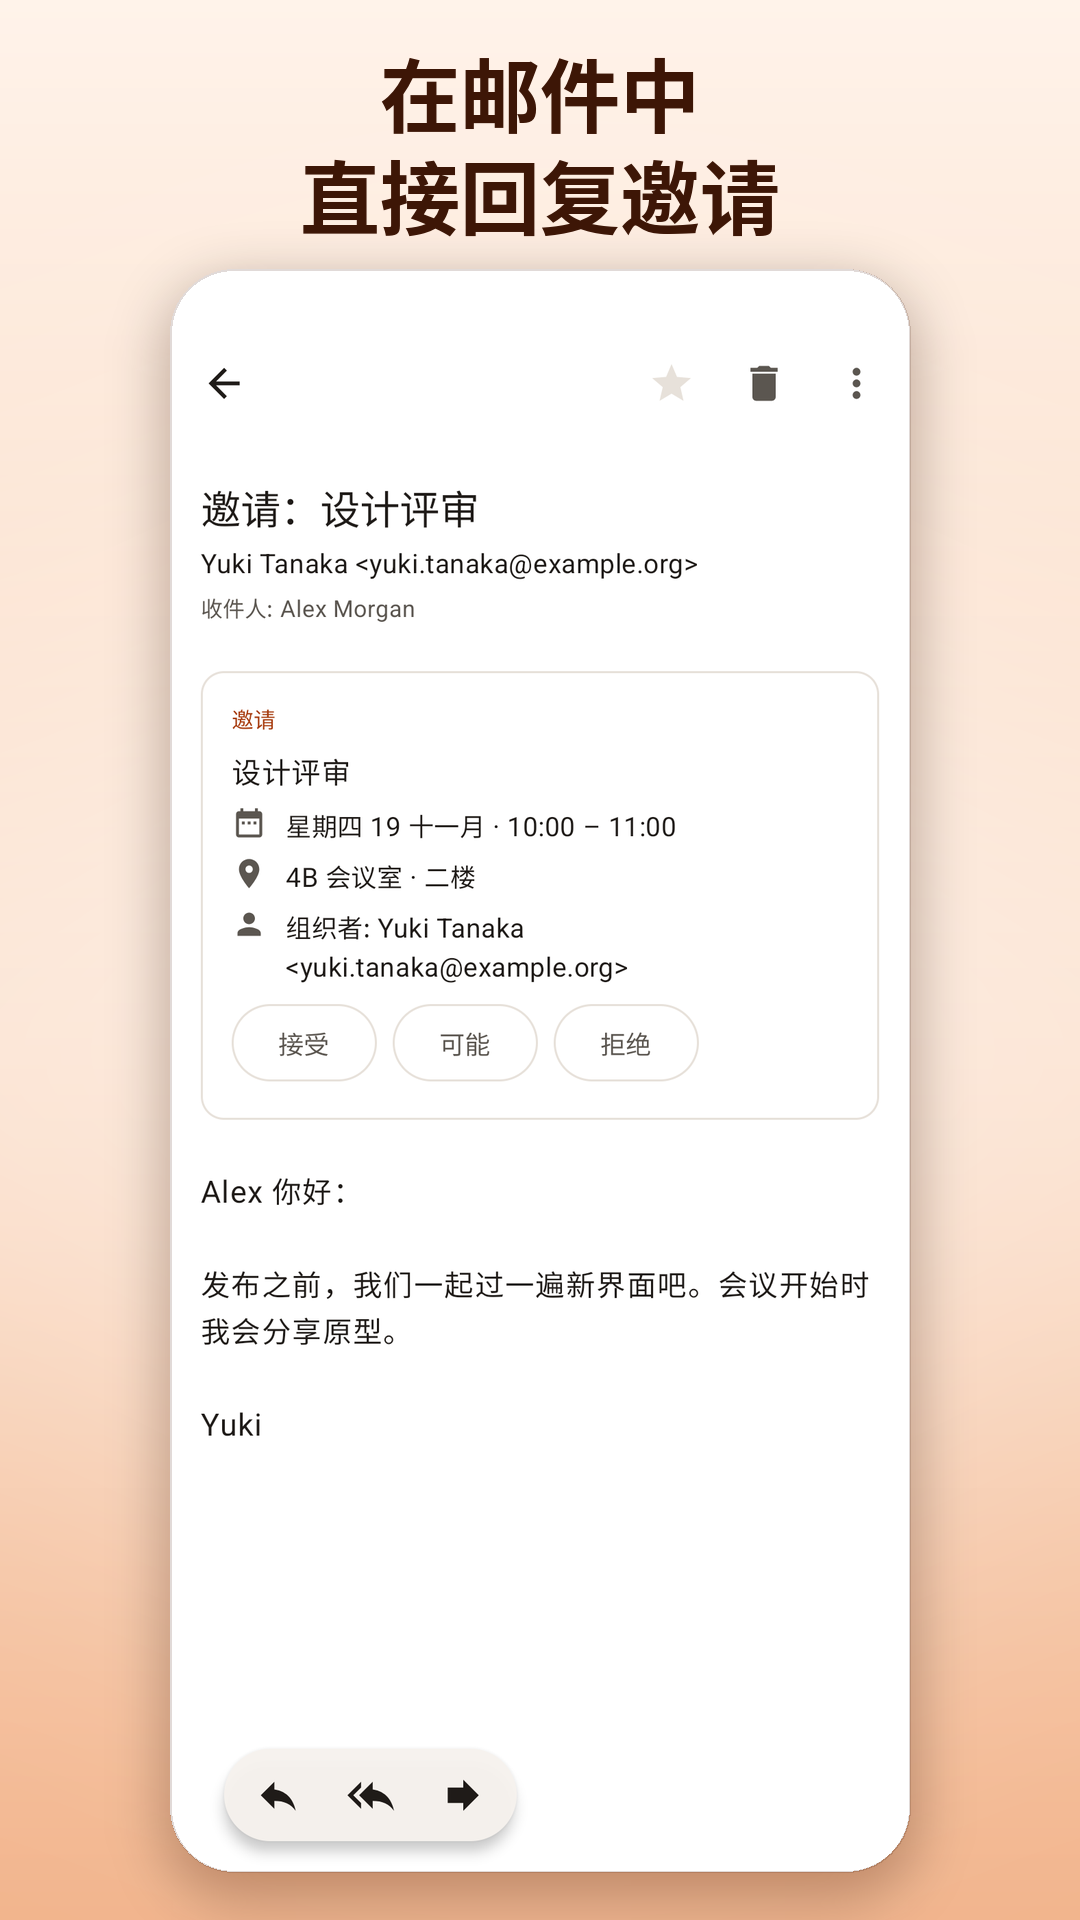 在邮件中
直接回复邀请
邀请：设计评审
Yuki Tanaka <yuki.tanaka@example.org>
收件人: Alex Morgan
邀请
设计评审
星期四 19 十一月 · 10:00 – 11:00
4B 会议室 · 二楼
组织者: Yuki Tanaka
<yuki.tanaka@example.org>
接受 可能 拒绝
Alex 你好：
发布之前，我们一起过一遍新界面吧。会议开始时
我会分享原型。
Yuki